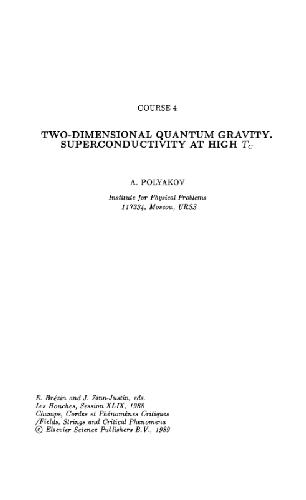 COURSE 4
TWO-DIMENSIONAL QUANTUM GRAVITY.
SUPERCONDUCTIVITY AT HIGH Tc
A. POLYAKOV
Institute for Physical Problems
117334, Moscow, URSS
E. Brézin and J. Zinn-Justin, eds.
Les Houches, Session XLIX, 1988
Champs, Cordes et Phénomènes Critiques
/Fields, Strings and Critical Phenomena
© Elsevier Science Publishers B.V., 1989